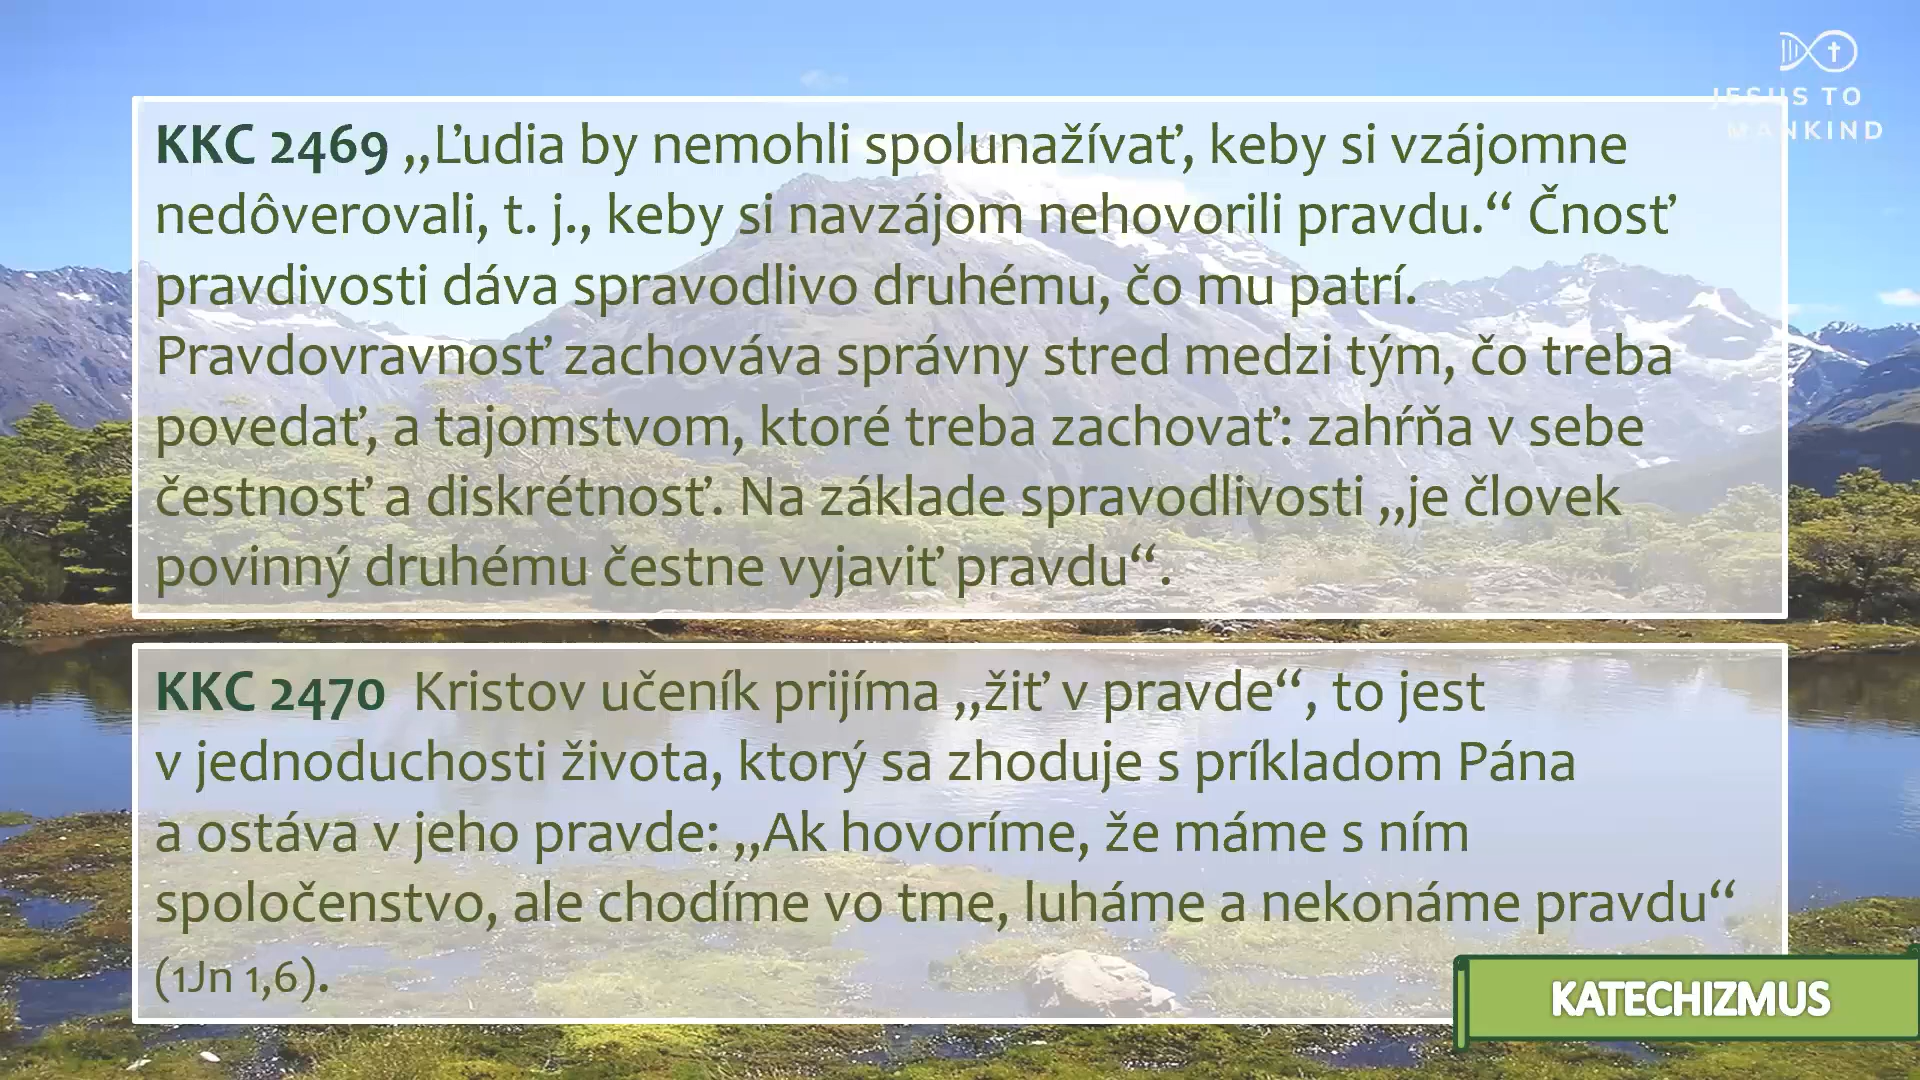 JESUS TO
MANKIND
KKC 2469 „Ľudia by nemohli spolunažívať, keby si vzájomne
nedôverovali, t. j., keby si navzájom nehovorili pravdu.“ Čnosť
pravdivosti dáva spravodlivo druhému, čo mu patrí.
Pravdovravnosť zachováva správny stred medzi tým, čo treba
povedať, a tajomstvom, ktoré treba zachovať: zahŕňa v sebe
čestnosť a diskrétnosť. Na základe spravodlivosti „je človek
povinný druhému čestne vyjaviť pravdu“.
KKC 2470 Kristov učeník prijíma „žiť v pravde“, to jest
v jednoduchosti života, ktorý sa zhoduje s príkladom Pána
a ostáva v jeho pravde: „Ak hovoríme, že máme s ním
spoločenstvo, ale chodíme vo tme, luháme a nekonáme pravdu“
(1Jn 1,6).
KATECHIZMUS